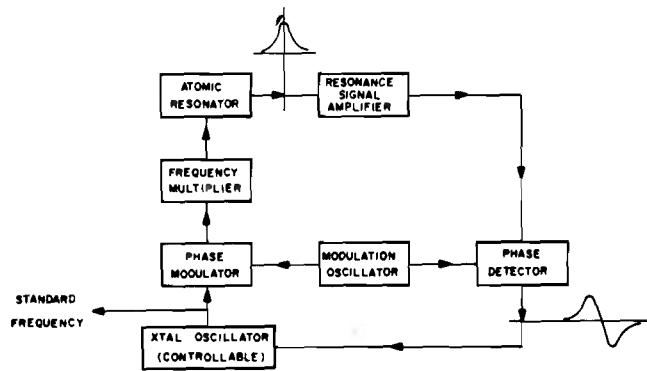 ATOMIC
RESONATOR
RESONANCE
SIGNAL
AMPLIFIER
FREQUENCY
MULTIPLIER
PHASE
MODULATOR
MODULATION
OSCILLATOR
PHASE
DETECTOR
STANDARD
FREQUENCY
XTAL OSCILLATOR
(CONTROLLABLE)